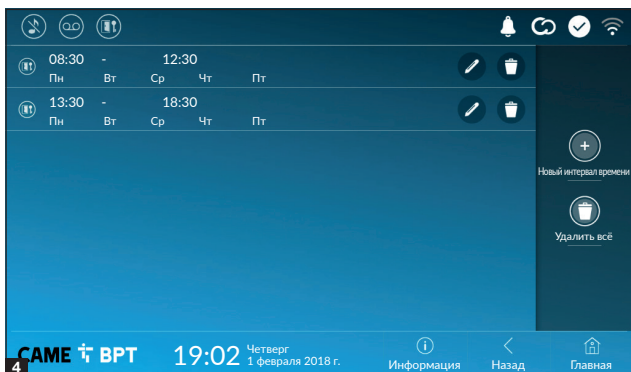 08:30 - 12:30
Пн Вт Ср Чт Пт
13:30 - 18:30
Пн Вт Ср Чт Пт
Новый интервал времени
Удалить всё
CAME BPT
19:02
Четверг
1 февраля 2018 г.
Информация
Назад
Главная
4